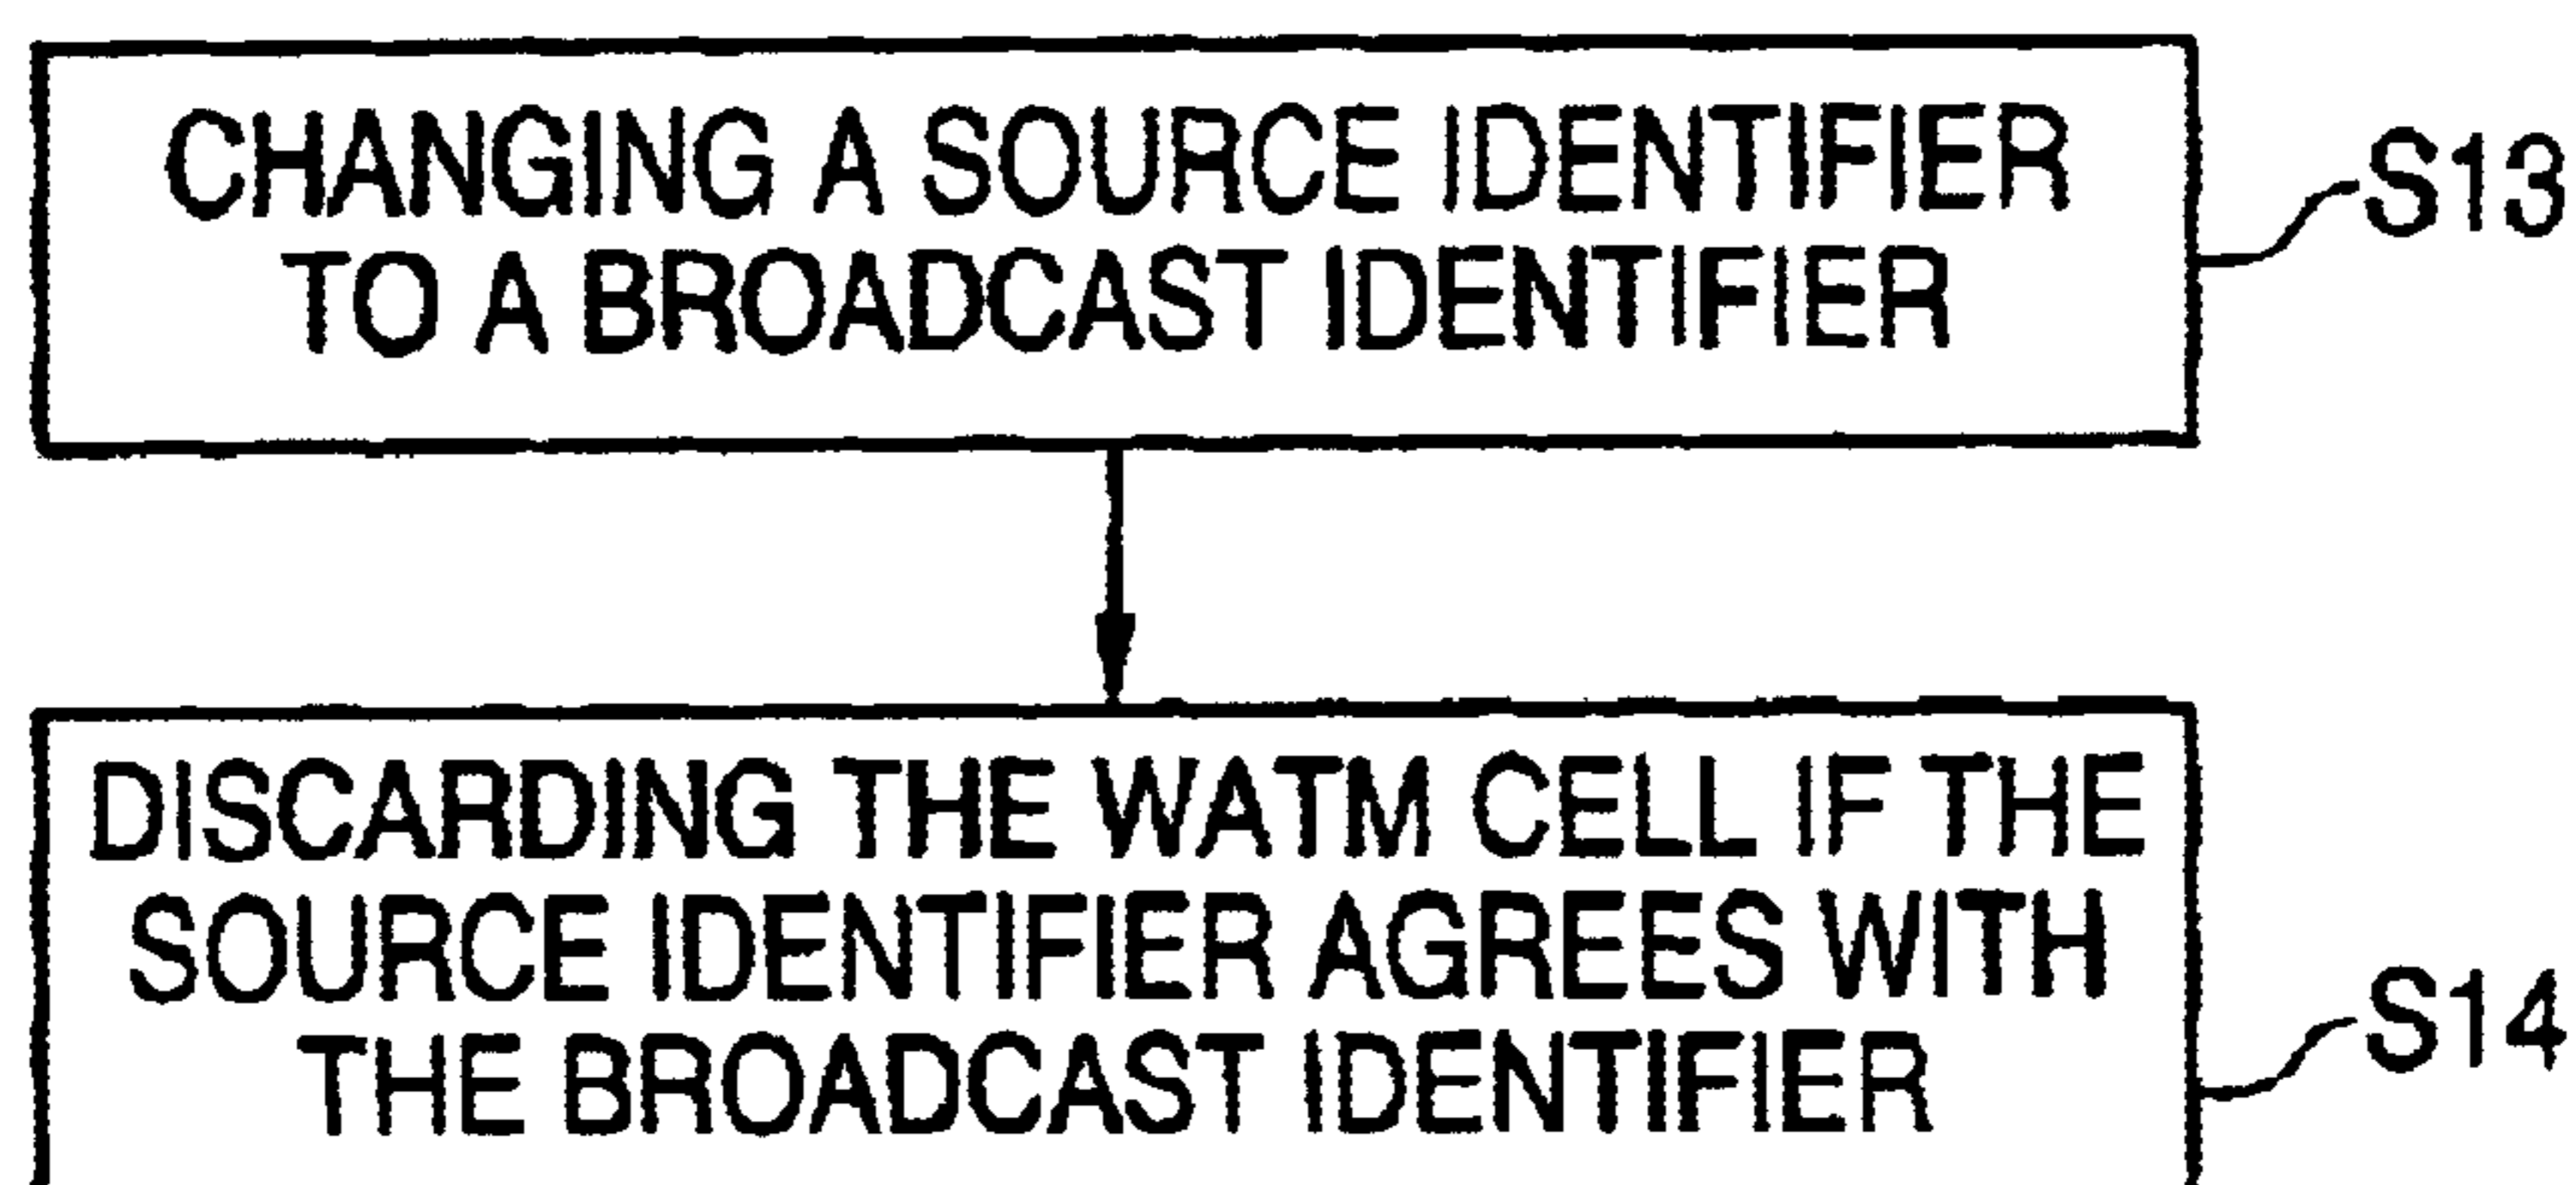 CHANGING A SOURCE IDENTIFIER
TO A BROADCAST IDENTIFIER
S13
DISCARDING THE WATM CELL IF THE
SOURCE IDENTIFIER AGREES WITH
THE BROADCAST IDENTIFIER
S14